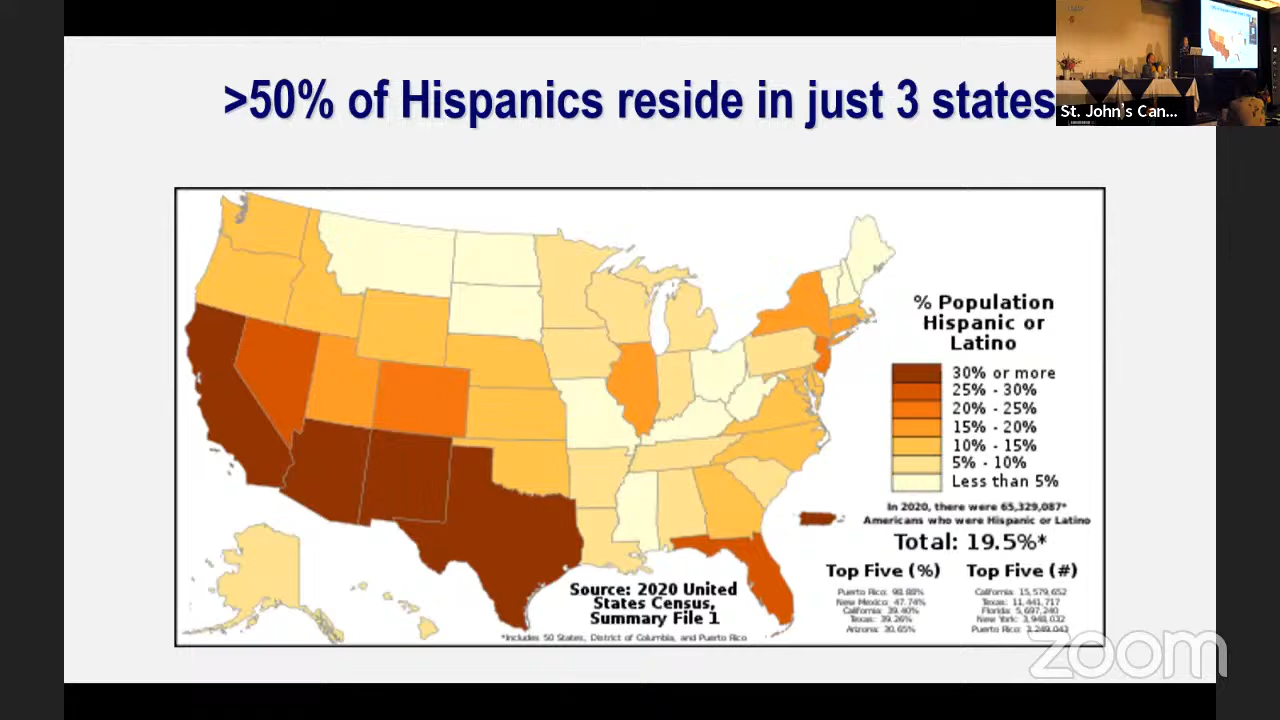 >50% of Hispanics reside in just 3 states
St. John's Can...
% Population
Hispanic or
Latino
30% or more
25% - 30%
20% - 25%
15% - 20%
10% - 15%
5% - 10%
Less than 5%
In 2020, there were 65,329,087*
Americans who were Hispanic or Latino
Total: 19.5%*
Top Five (%)
Puerto Rico: 98.88%
New Mexico: 47.74%
California: 39.40%
Texas: 39.26%
Arizona: 30.65%
Top Five (#)
California: 15,579,652
Texas: 11,441,717
Florida: 5,697,240
New York: 3,948,032
Puerto Rico: 3,249,043
Source: 2020 United
States Census,
Summary File 1
*Includes 50 States, District of Columbia, and Puerto Rico
zoom